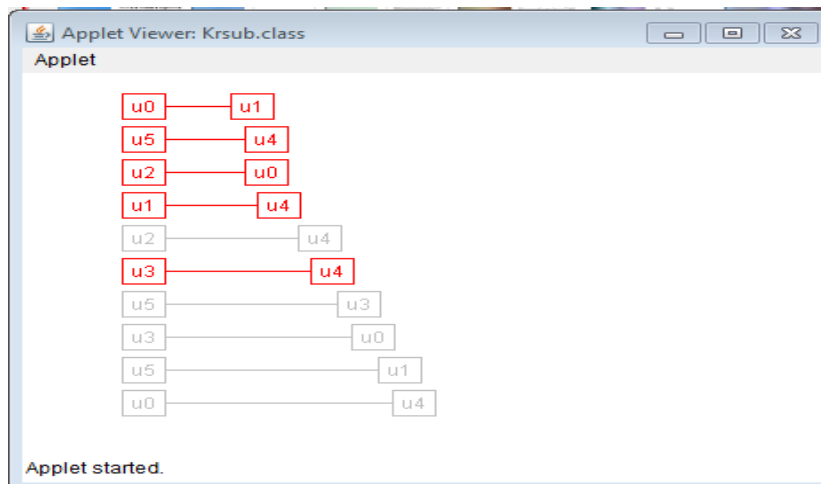 Applet Viewer: Krsub.class
Applet
u0 u1
u5 u4
u2 u0
u1 u4
u2 u4
u3 u4
u5 u3
u3 u0
u5 u1
u0 u4
Applet started.